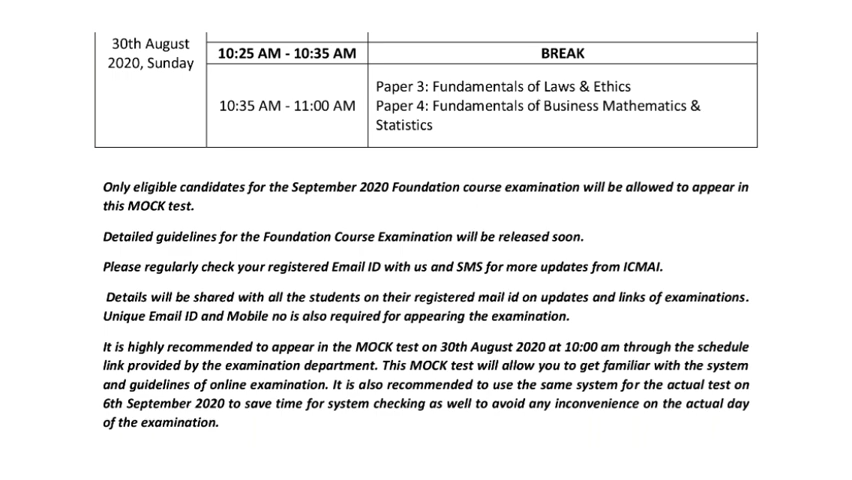 30th August
2020, Sunday
10:25 AM - 10:35 AM
BREAK
10:35 AM - 11:00 AM
Paper 3: Fundamentals of Laws & Ethics
Paper 4: Fundamentals of Business Mathematics &
Statistics
Only eligible candidates for the September 2020 Foundation course examination will be allowed to appear in
this MOCK test.
Detailed guidelines for the Foundation Course Examination will be released soon.
Please regularly check your registered Email ID with us and SMS for more updates from ICMAI.
Details will be shared with all the students on their registered mail id on updates and links of examinations.
Unique Email ID and Mobile no is also required for appearing the examination.
It is highly recommended to appear in the MOCK test on 30th August 2020 at 10:00 am through the schedule
link provided by the examination department. This MOCK test will allow you to get familiar with the system
and guidelines of online examination. It is also recommended to use the same system for the actual test on
6th September 2020 to save time for system checking as well to avoid any inconvenience on the actual day
of the examination.